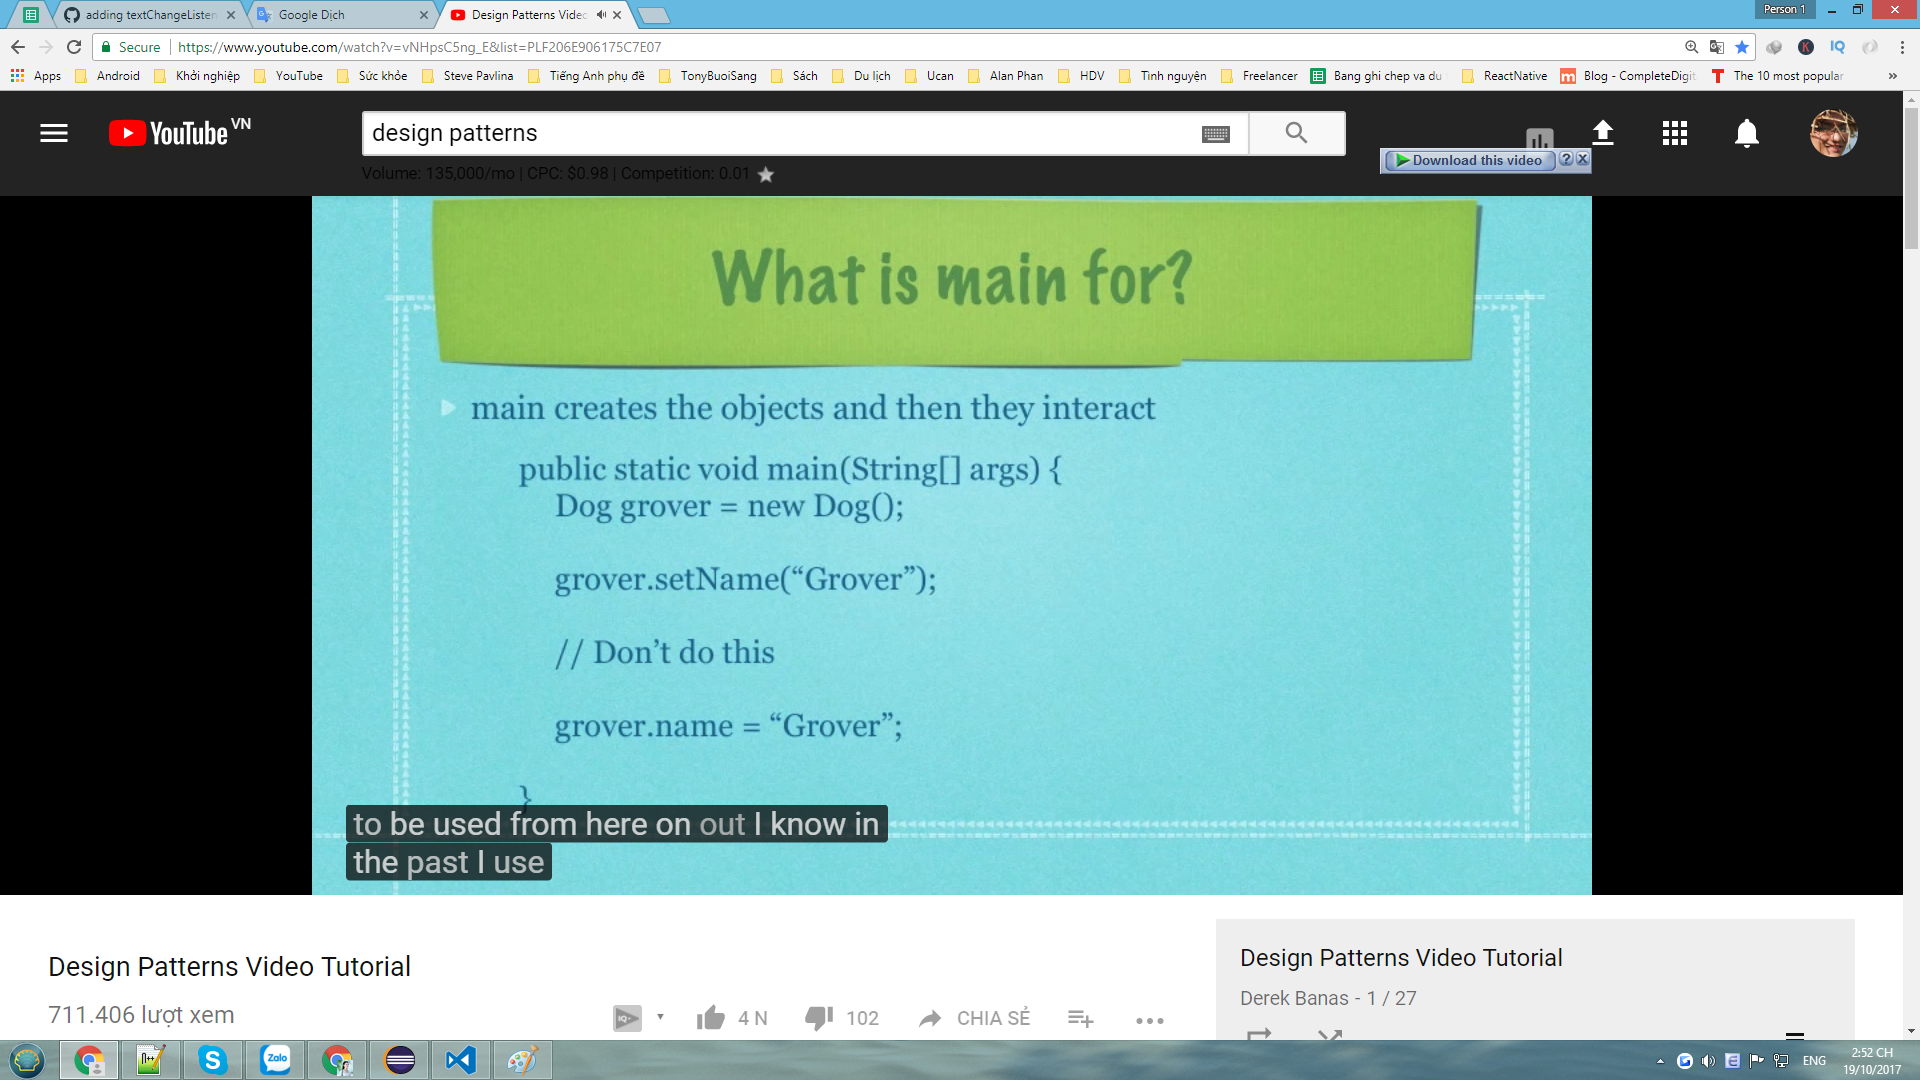 adding textChangeListen
Google Dịch
Design Patterns Video
Person 1
Secure
https://www.youtube.com/watch?v=vNHpsC5ng_E&list=PLF206E906175C7E07
Apps
Android
Khởi nghiệp
YouTube
Sức khỏe
Steve Pavlina
Tiếng Anh phụ đề
TonyBuoiSang
Sách
Du lịch
Ucan
Alan Phan
HDV
Tình nguyện
Freelancer
Bang ghi chep va du
ReactNative
Blog - CompleteDigit
The 10 most popular
YouTube VN
design patterns
Download this video
Volume: 135,000/mo | CPC: $0.98 | Competition: 0.01
What is main for?
main creates the objects and then they interact
public static void main(String[] args) {
Dog grover = new Dog();
grover.setName(“Grover”);
// Don’t do this
grover.name = “Grover”;
}
to be used from here on out I know in
the past I use
Design Patterns Video Tutorial
711.406 lượt xem
4 N
102
CHIA SẺ
Design Patterns Video Tutorial
Derek Banas - 1 / 27
Zalo
ENG
2:52 CH
19/10/2017